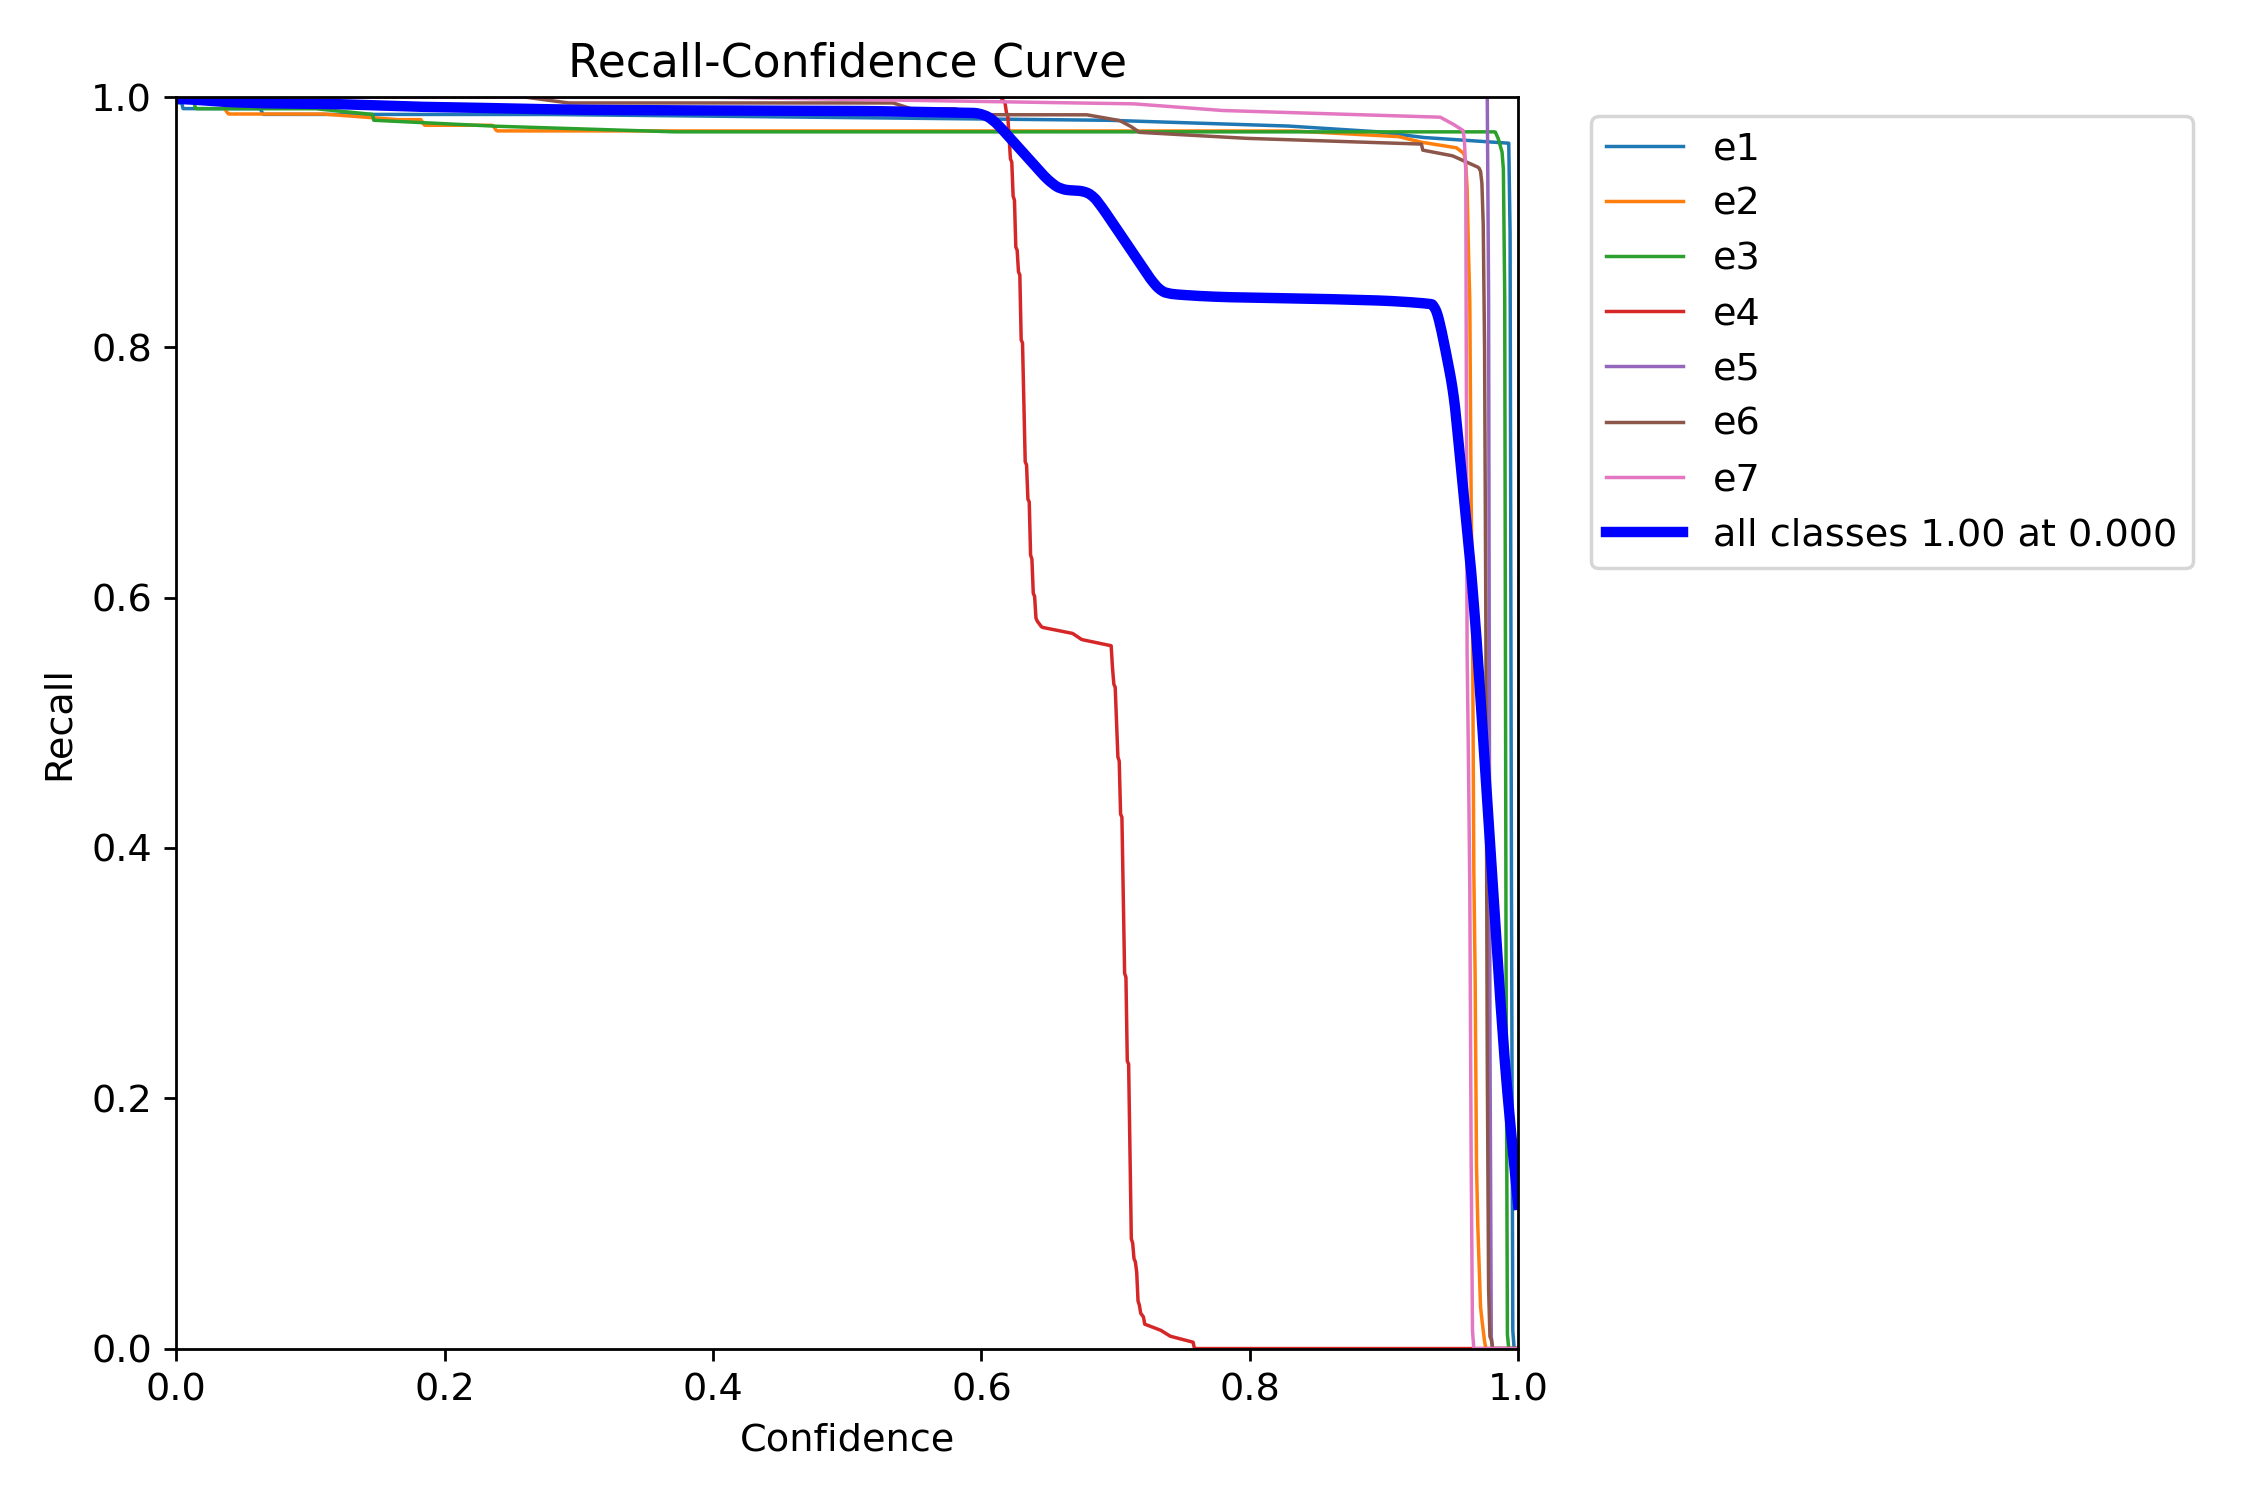 Recall-Confidence Curve
1.0
0.8
0.6
0.4
0.2
0.0
Recall
0.0 0.2 0.4 0.6 0.8 1.0
Confidence
e1
e2
e3
e4
e5
e6
e7
all classes 1.00 at 0.000